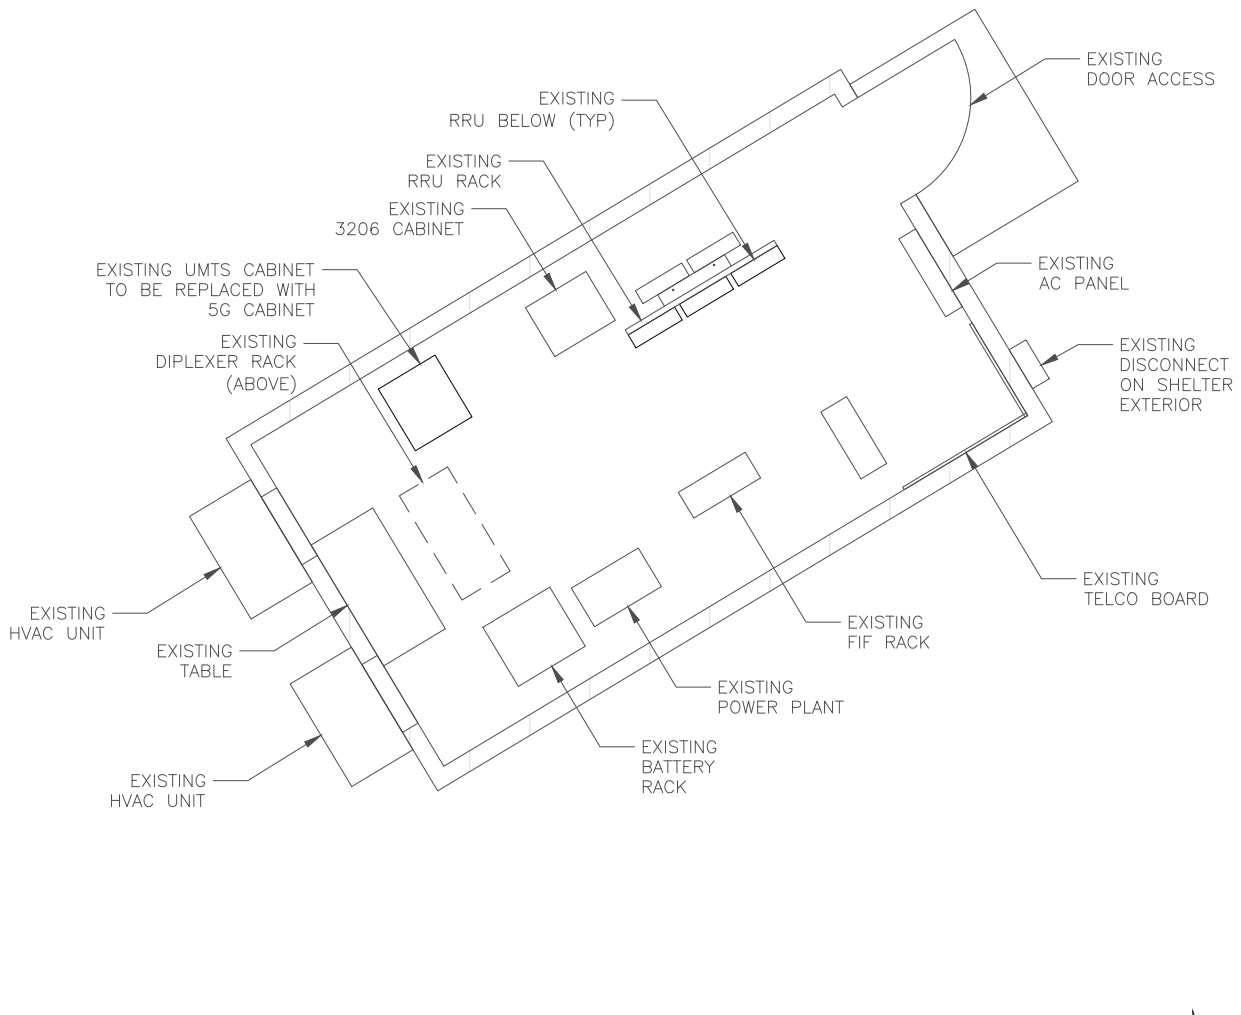 EXISTING
DOOR ACCESS
EXISTING
RRU BELOW (TYP)
EXISTING
RRU RACK
EXISTING
3206 CABINET
EXISTING UMTS CABINET
TO BE REPLACED WITH
5G CABINET
EXISTING
AC PANEL
EXISTING
DIPLEXER RACK
(ABOVE)
EXISTING
DISCONNECT
ON SHELTER
EXTERIOR
EXISTING
TELCO BOARD
EXISTING
HVAC UNIT
EXISTING
FIF RACK
EXISTING
TABLE
EXISTING
POWER PLANT
EXISTING
BATTERY
RACK
EXISTING
HVAC UNIT